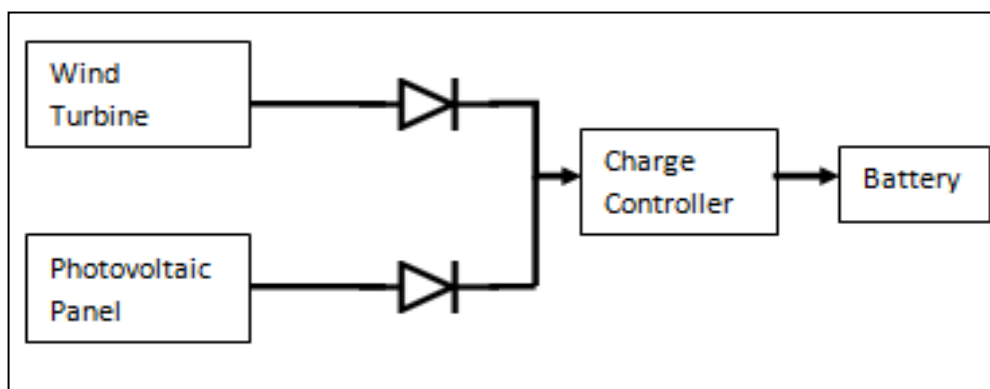 Wind
Turbine
Charge
Controller
Battery
Photovoltaic
Panel